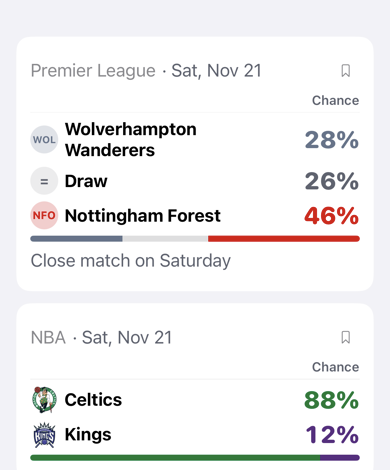 Premier League · Sat, Nov 21
Chance
WOL Wolverhampton
Wanderers 28%
= Draw 26%
NFO Nottingham Forest 46%
Close match on Saturday
NBA · Sat, Nov 21
Chance
Celtics 88%
KINGS Kings 12%